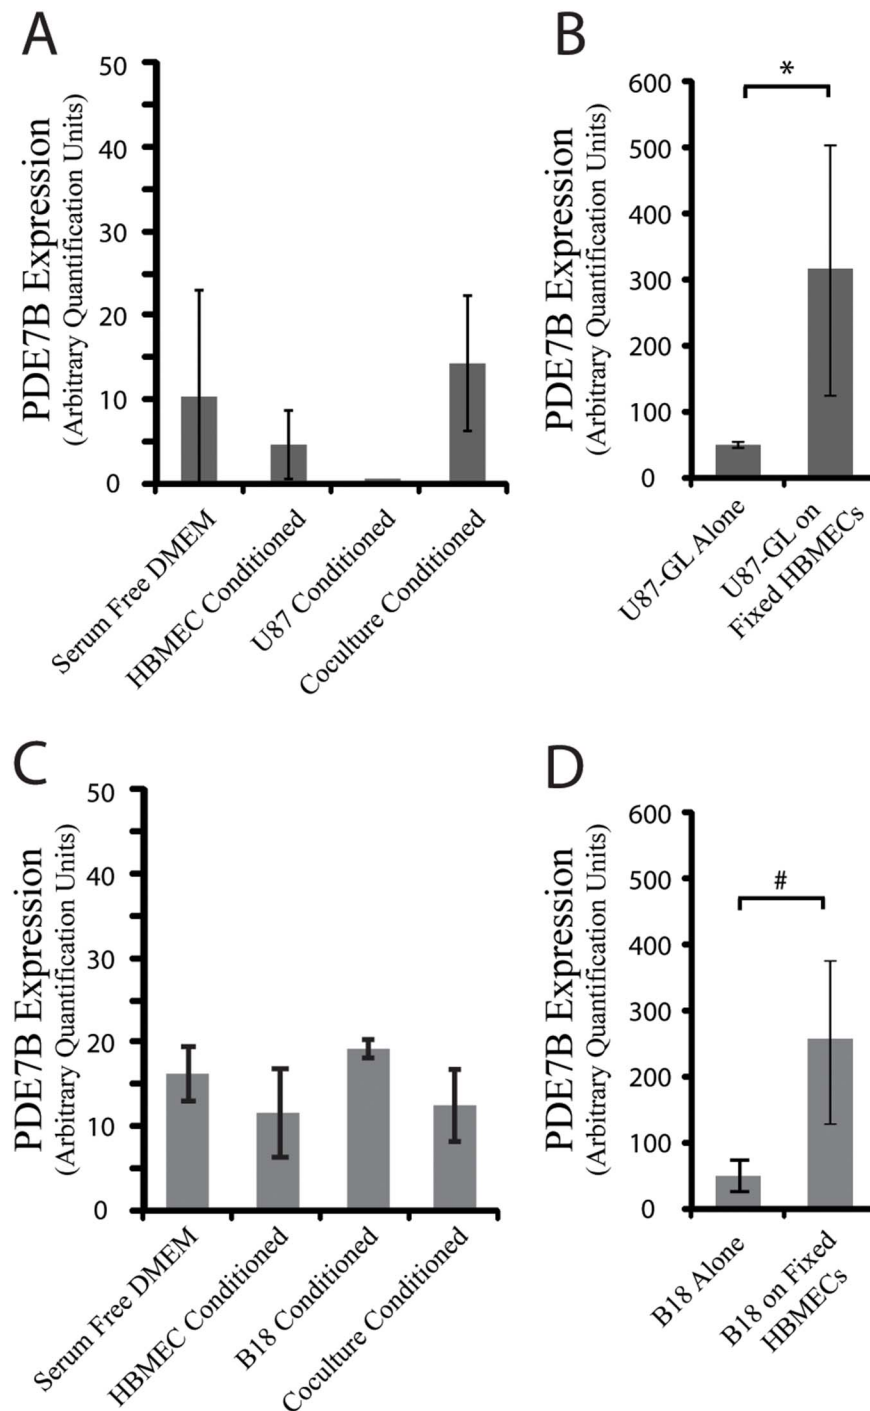 A
PDE7B Expression
(Arbitrary Quantification Units)
50
40
30
20
10
0
Serum Free DMEM
HBMEC Conditioned
U87 Conditioned
Coculture Conditioned
B
PDE7B Expression
(Arbitrary Quantification Units)
600
500
400
300
200
100
0
*
U87-GL Alone
U87-GL on
Fixed HBMECs
C
PDE7B Expression
(Arbitrary Quantification Units)
50
40
30
20
10
0
Serum Free DMEM
HBMEC Conditioned
B18 Conditioned
Coculture Conditioned
D
PDE7B Expression
(Arbitrary Quantification Units)
600
500
400
300
200
100
0
#
B18 Alone
B18 on Fixed
HBMECs